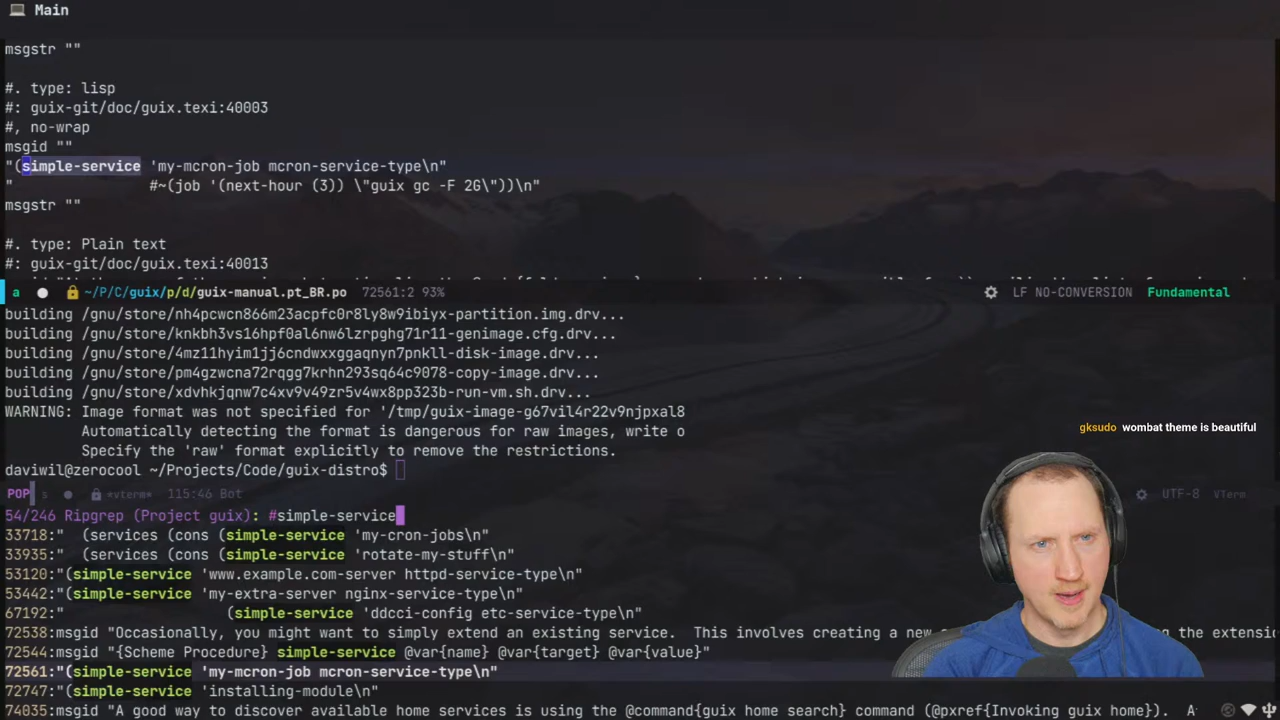 Main
msgstr ""
#. type: lisp
#: guix-git/doc/guix.texi:40003
#, no-wrap
msgid ""
"(simple-service 'my-mcron-job mcron-service-type\n"
"                #~(job '(next-hour (3)) \"guix gc -F 2G\"))\n"
msgstr ""
#. type: Plain text
#: guix-git/doc/guix.texi:40013
a ~/P/C/guix/p/d/guix-manual.pt_BR.po 72561:2 93% LF NO-CONVERSION Fundamental
building /gnu/store/nh4pcwcn866m23acpfc0r8ly8w9ibiyx-partition.img.drv...
building /gnu/store/knkbh3vs16hpf0al6nw6lzrpghg71r11-genimage.cfg.drv...
building /gnu/store/4mz11hyim1jj6cndwxxggaqnyn7pnkll-disk-image.drv...
building /gnu/store/pm4gzwcna72rqgg7krhn293sq64c9078-copy-image.drv...
building /gnu/store/xdvhkjqnw7c4xv9v49zr5v4wx8pp323b-run-vm.sh.drv...
WARNING: Image format was not specified for '/tmp/guix-image-g67vil4r22v9njpxal8
Automatically detecting the format is dangerous for raw images, write o
Specify the 'raw' format explicitly to remove the restrictions.
gksudo wombat theme is beautiful
daviwil@zerocool ~/Projects/Code/guix-distro$
POP s *vterm* 115:46 Bot UTF-8 VTerm
54/246 Ripgrep (Project guix): #simple-service
33718:"  (services (cons (simple-service 'my-cron-jobs\n"
33935:"  (services (cons (simple-service 'rotate-my-stuff\n"
53120:"(simple-service 'www.example.com-server httpd-service-type\n"
53442:"(simple-service 'my-extra-server nginx-service-type\n"
67192:"                   (simple-service 'ddcci-config etc-service-type\n"
72538:msgid "Occasionally, you might want to simply extend an existing service.  This involves creating a new the extensi
72544:msgid "{Scheme Procedure} simple-service @var{name} @var{target} @var{value}"
72561:"(simple-service 'my-mcron-job mcron-service-type\n"
72747:"(simple-service 'installing-module\n"
74035:msgid "A good way to discover available home services is using the @command{guix home search} command (@pxref{Invoking guix home}).  A